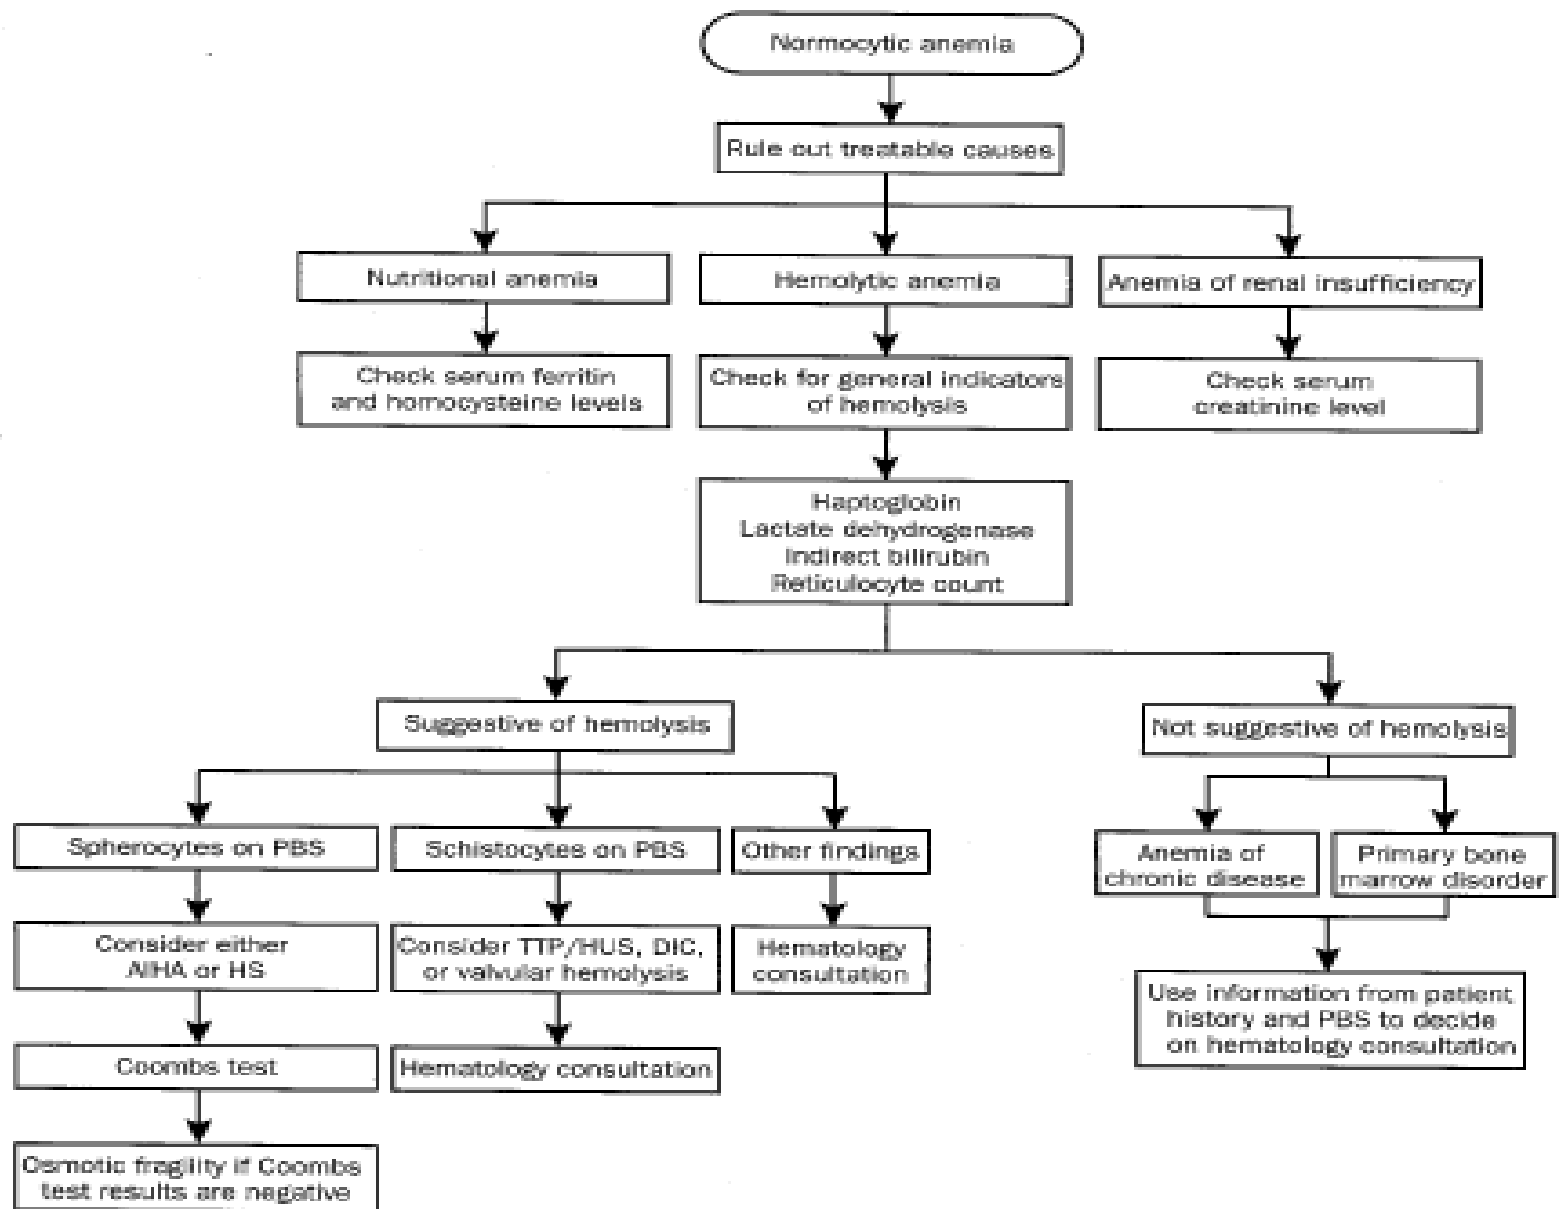 Normocytic anemia
Rule out treatable causes
Nutritional anemia
Hemolytic anemia
Anemia of renal insufficiency
Check serum ferritin
and homocysteine levels
Check for general indicators
of hemolysis
Check serum
creatinine level
Haptoglobin
Lactate dehydrogenase
Indirect bilirubin
Reticulocyte count
Suggestive of hemolysis
Not suggestive of hemolysis
Spherocytes on PBS
Schistocytes on PBS
Other findings
Anemia of
chronic disease
Primary bone
marrow disorder
Consider either
AIHA or HS
Consider TTP/HUS, DIC,
or valvular hemolysis
Hematology
consultation
Use information from patient
history and PBS to decide
on hematology consultation
Coombs test
Hematology consultation
Osmotic fragility if Coombs
test results are negative